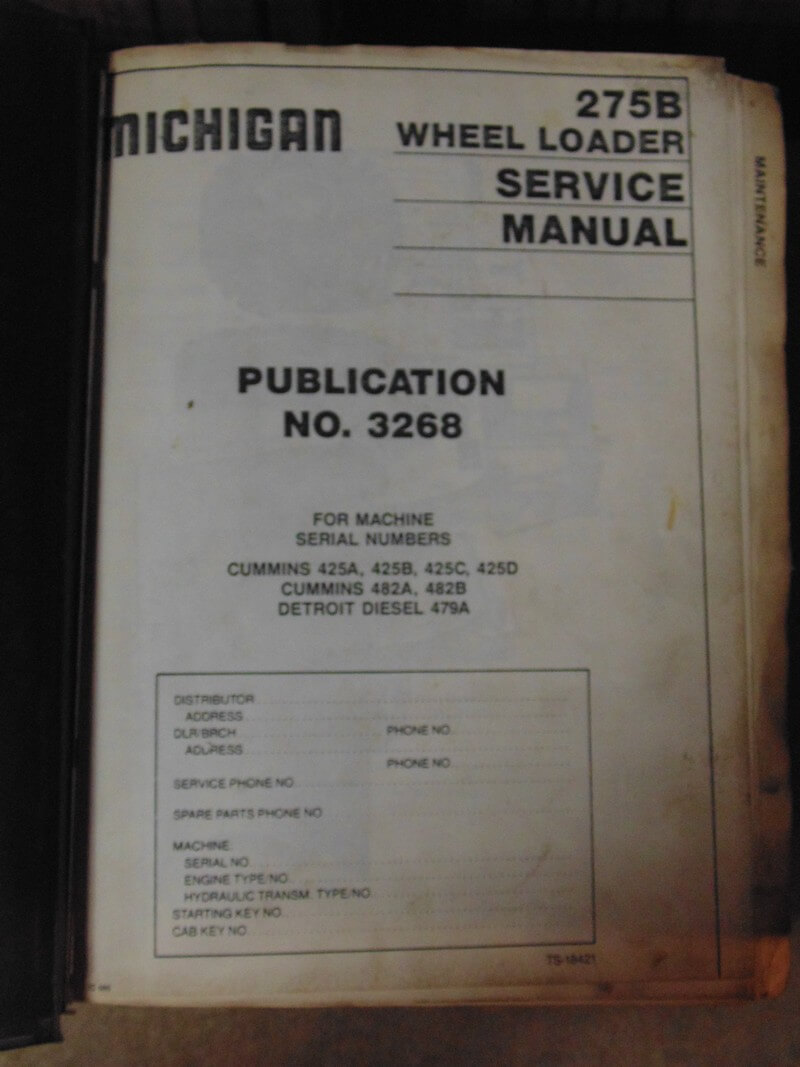 MICHIGAN
275B
WHEEL LOADER
SERVICE
MANUAL
MAINTENANCE
PUBLICATION
NO. 3268
FOR MACHINE
SERIAL NUMBERS
CUMMINS 425A, 425B, 425C, 425D
CUMMINS 482A, 482B
DETROIT DIESEL 479A
DISTRIBUTOR
ADDRESS
DLR/BRCH PHONE NO.
ADDRESS
PHONE NO.
SERVICE PHONE NO.
SPARE PARTS PHONE NO.
MACHINE:
SERIAL NO.
ENGINE TYPE/NO.
HYDRAULIC TRANSM. TYPE/NO.
STARTING KEY NO.
CAB KEY NO.
TS-18421